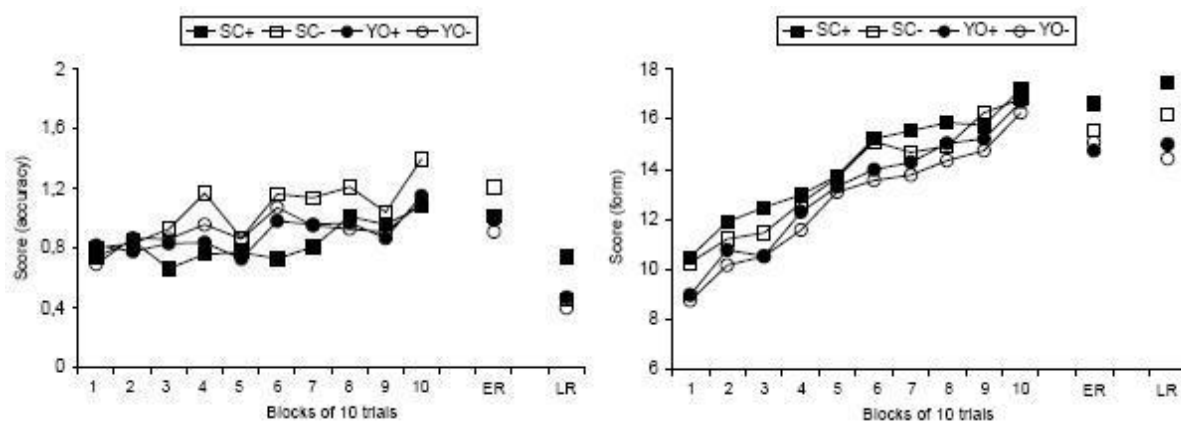 SC+ SC- YO+ YO-
2
1,6
1,2
0,8
0,4
0
Score (accuracy)
1 2 3 4 5 6 7 8 9 10 ER LR
Blocks of 10 trials
SC+ SC- YO+ YO-
18
16
14
12
10
8
6
Score (form)
1 2 3 4 5 6 7 8 9 10 ER LR
Blocks of 10 trials